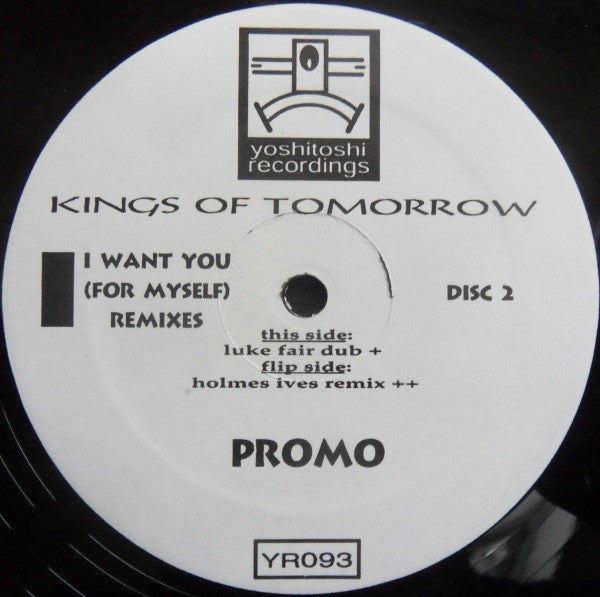 yoshitoshi
recordings
KINGS OF TOMORROW
I WANT YOU
(FOR MYSELF)
REMIXES
DISC 2
this side:
luke fair dub +
flip side:
holmes ives remix ++
PROMO
YR093